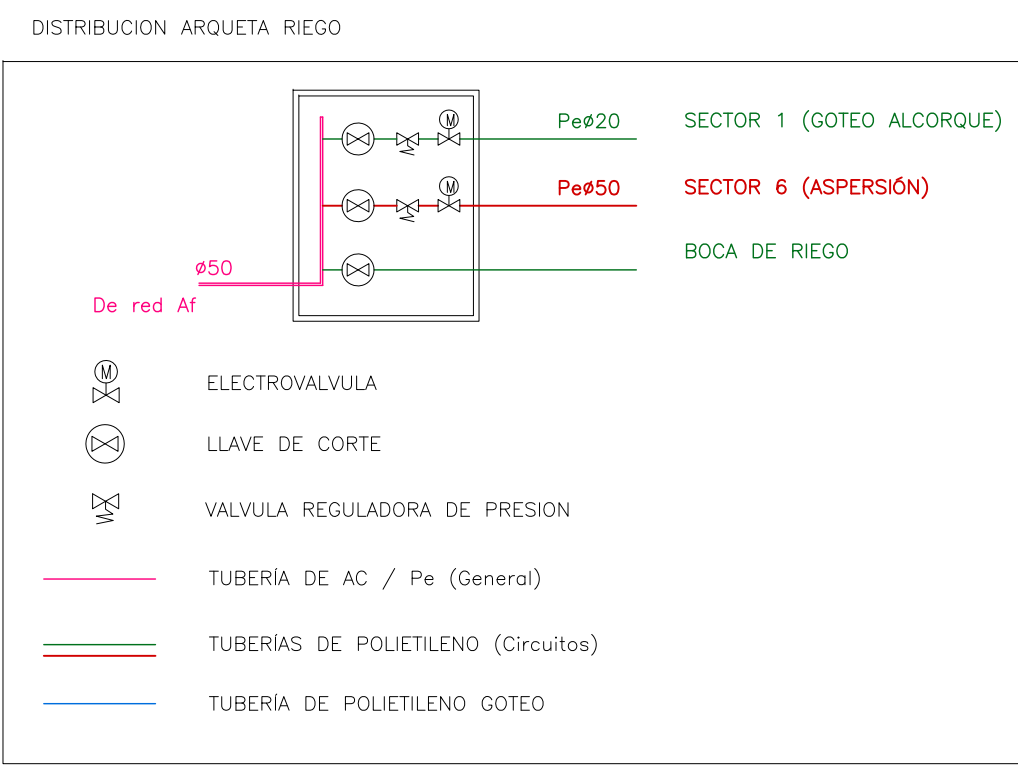 DISTRIBUCION ARQUETA RIEGO
M
Peø20 SECTOR 1 (GOTEO ALCORQUE)
M
Peø50 SECTOR 6 (ASPERSIÓN)
BOCA DE RIEGO
ø50
De red Af
M
ELECTROVALVULA
LLAVE DE CORTE
VALVULA REGULADORA DE PRESION
TUBERÍA DE AC / Pe (General)
TUBERÍAS DE POLIETILENO (Circuitos)
TUBERÍA DE POLIETILENO GOTEO